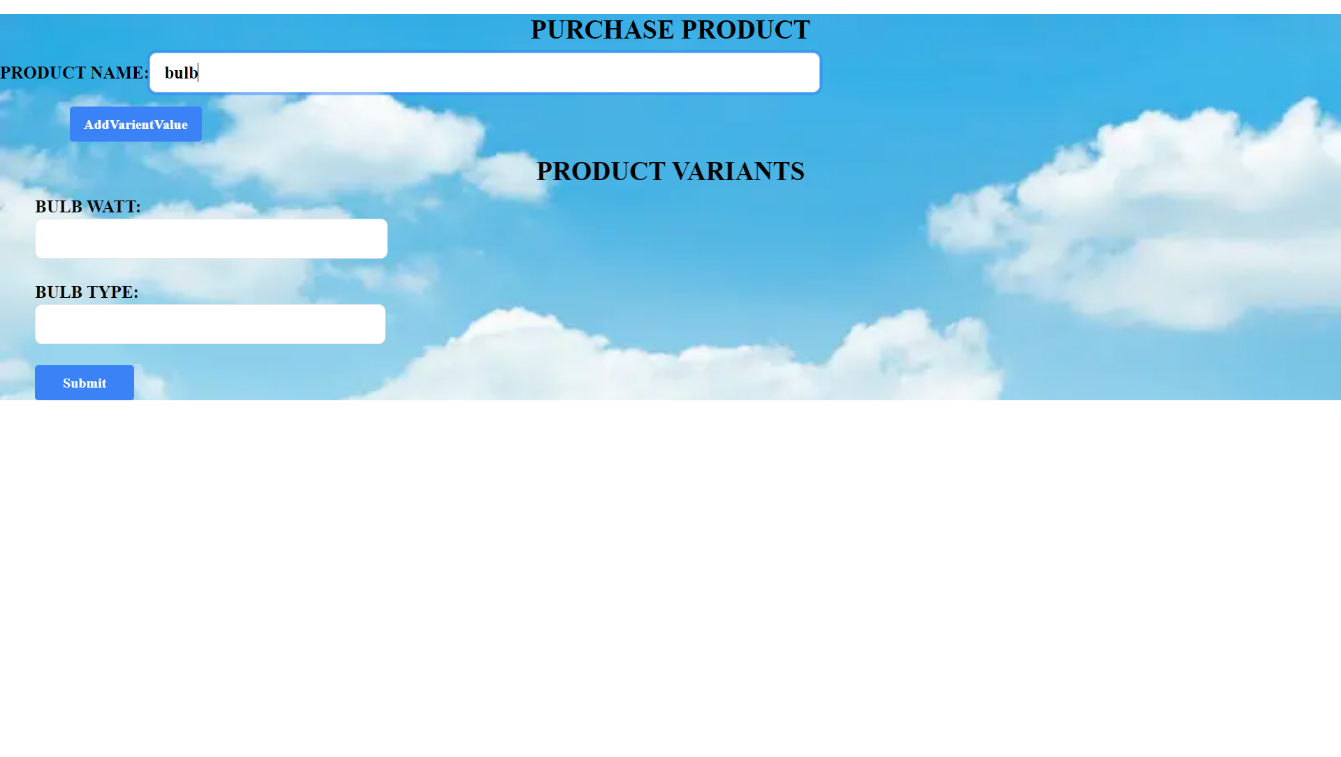 PURCHASE PRODUCT
PRODUCT NAME: bulb
AddVarientValue
PRODUCT VARIANTS
BULB WATT:
BULB TYPE:
Submit